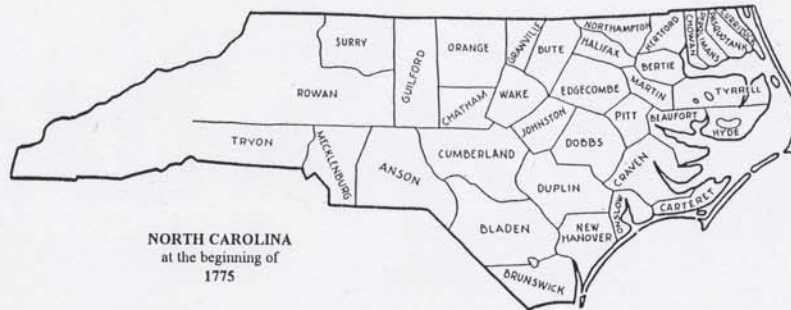 SURRY
ROWAN
GUILFORD
ORANGE
CHATHAM
GRANVILLE
WAKE
BUTE
NORTHAMPTON
HALIFAX
HERTFORD
BERTIE
CHOWAN
PERQUIMANS
PASQUOTANK
CURRITUCK
EDGECOMBE
MARTIN
TYRRELL
JOHNSTON
PITT
BEAUFORT
HYDE
DOBBS
CRAVEN
TRYON
MECKLENBURG
ANSON
CUMBERLAND
DUPLIN
ONSLOW
CARTERET
BLADEN
NEW
HANOVER
BRUNSWICK
NORTH CAROLINA
at the beginning of
1775